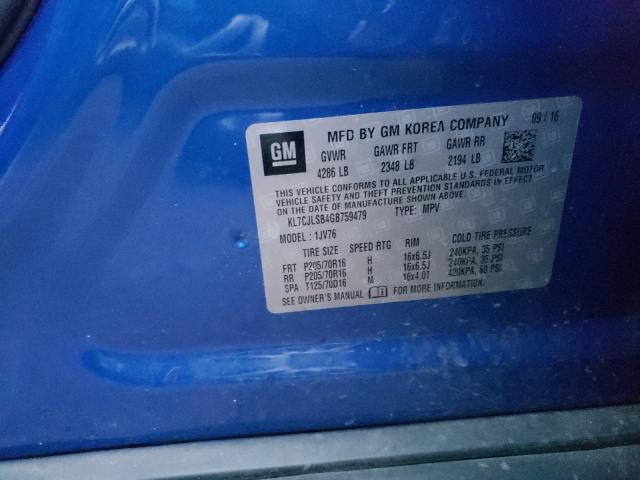 GM
MFD BY GM KOREA COMPANY 09/16
GVWR GAWR FRT GAWR RR
4286 LB 2348 LB 2194 LB
THIS VEHICLE CONFORMS TO ALL APPLICABLE U.S. FEDERAL MOTOR
VEHICLE SAFETY AND THEFT PREVENTION STANDARDS IN EFFECT ON
THE DATE OF MANUFACTURE SHOWN ABOVE.
KL7CJLSB4GB759479 TYPE: MPV
MODEL: 1JV76
TIRE SIZE SPEED RTG RIM COLD TIRE PRESSURE
FRT P205/70R16 H 16x6.5J 240KPA, 35 PSI
RR P205/70R16 H 16x6.5J 240KPA, 35 PSI
SPA T125/70D16 M 16x4.0T 420KPA, 60 PSI
SEE OWNER'S MANUAL FOR MORE INFORMATION.